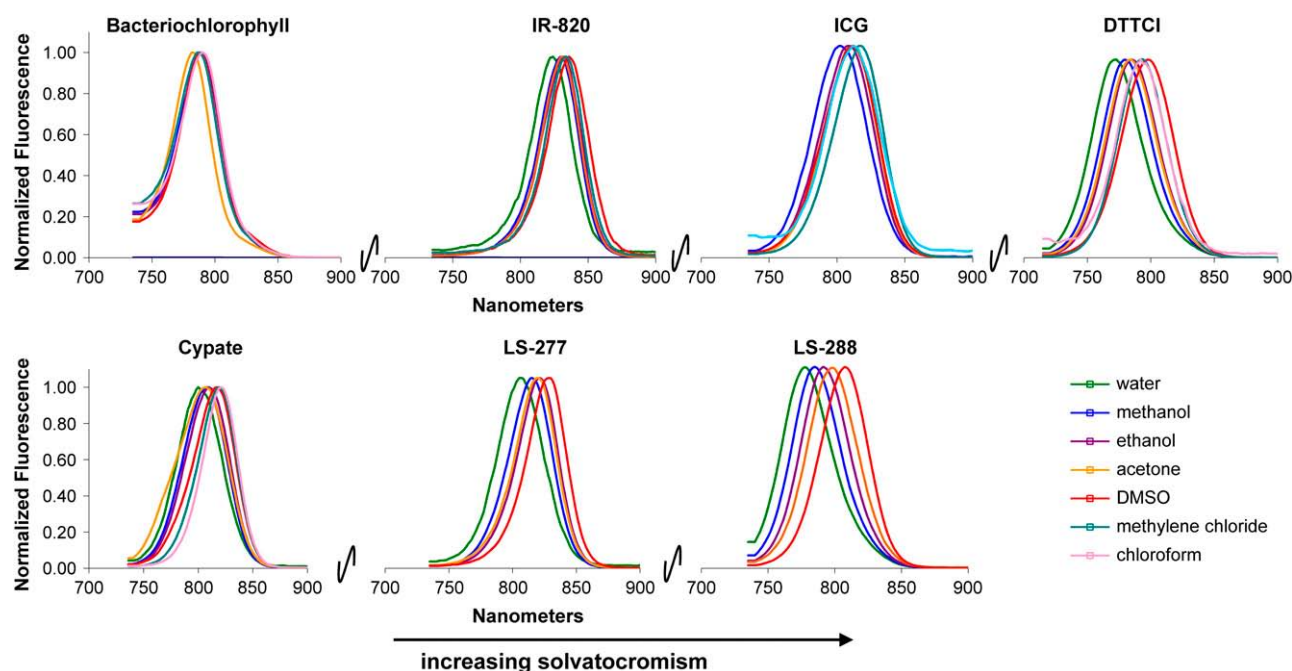 Bacteriochlorophyll IR-820 ICG DTTCI
Normalized Fluorescence
1.00
0.80
0.60
0.40
0.20
0.00
700 750 800 850 900 700 750 800 850 900 700 750 800 850 900 700 750 800 850 900
Nanometers
Cypate LS-277 LS-288
Normalized Fluorescence
1.00
0.80
0.60
0.40
0.20
0.00
700 750 800 850 900 700 750 800 850 900 700 750 800 850 900
Nanometers
water
methanol
ethanol
acetone
DMSO
methylene chloride
chloroform
increasing solvatocromism